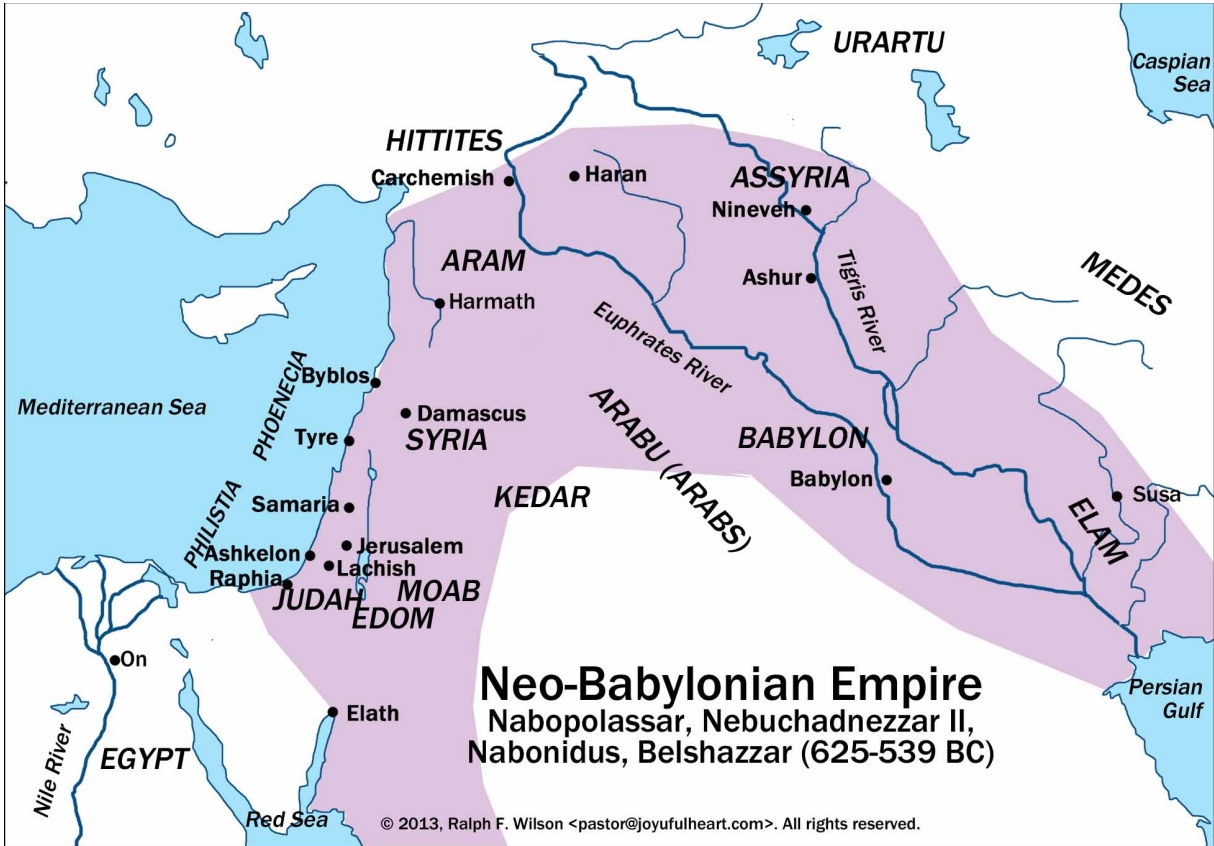 URARTU
Caspian
Sea
HITTITES
Carchemish
Haran
ASSYRIA
Nineveh
ARAM
Ashur
Tigris River
MEDES
Harmath
Euphrates River
PHOENECIA
Byblos
Mediterranean Sea
Damascus
Tyre
SYRIA
ARABU (ARABS)
BABYLON
Babylon
KEDAR
Samaria
PHILISTIA
Susa
ELAM
Ashkelon
Jerusalem
Raphia
Lachish
JUDAH
MOAB
EDOM
On
Neo-Babylonian Empire
Nabopolassar, Nebuchadnezzar II,
Nabonidus, Belshazzar (625-539 BC)
Persian
Gulf
Elath
Nile River
EGYPT
Red Sea
© 2013, Ralph F. Wilson <pastor@joyufulheart.com>. All rights reserved.